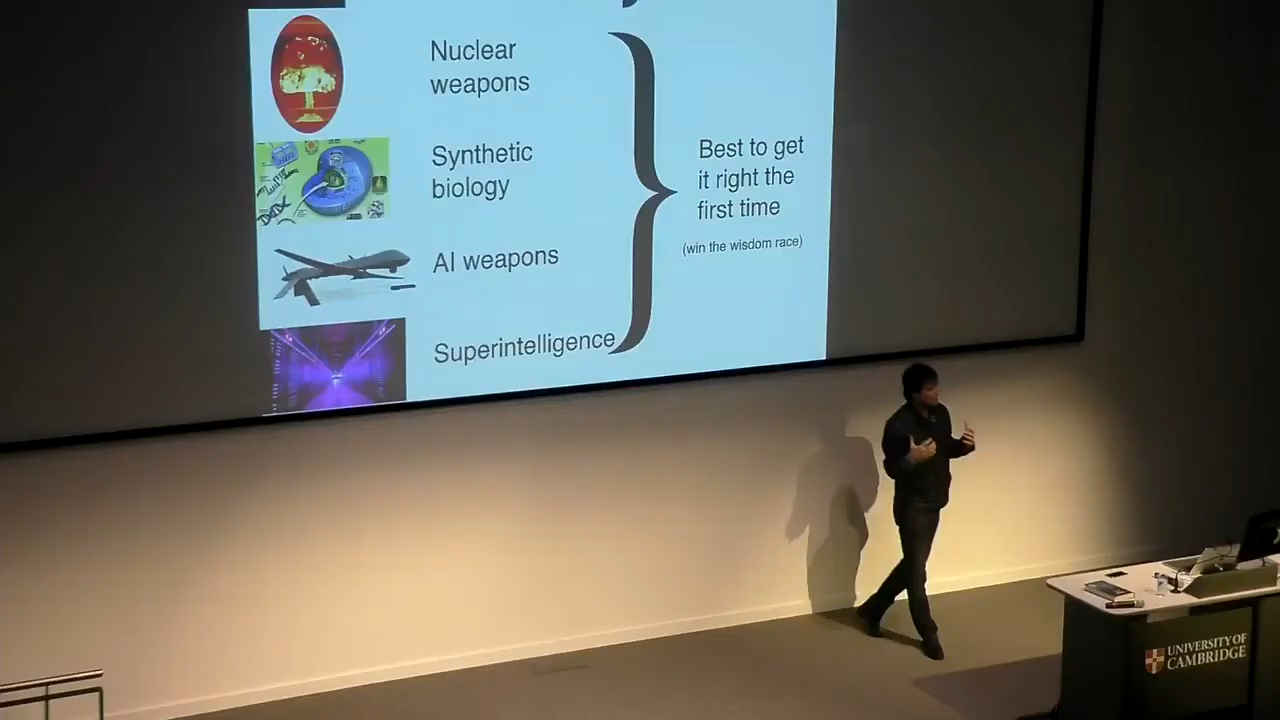 Nuclear
weapons
Synthetic
biology
AI weapons
Superintelligence
Best to get
it right the
first time
(win the wisdom race)
UNIVERSITY OF
CAMBRIDGE